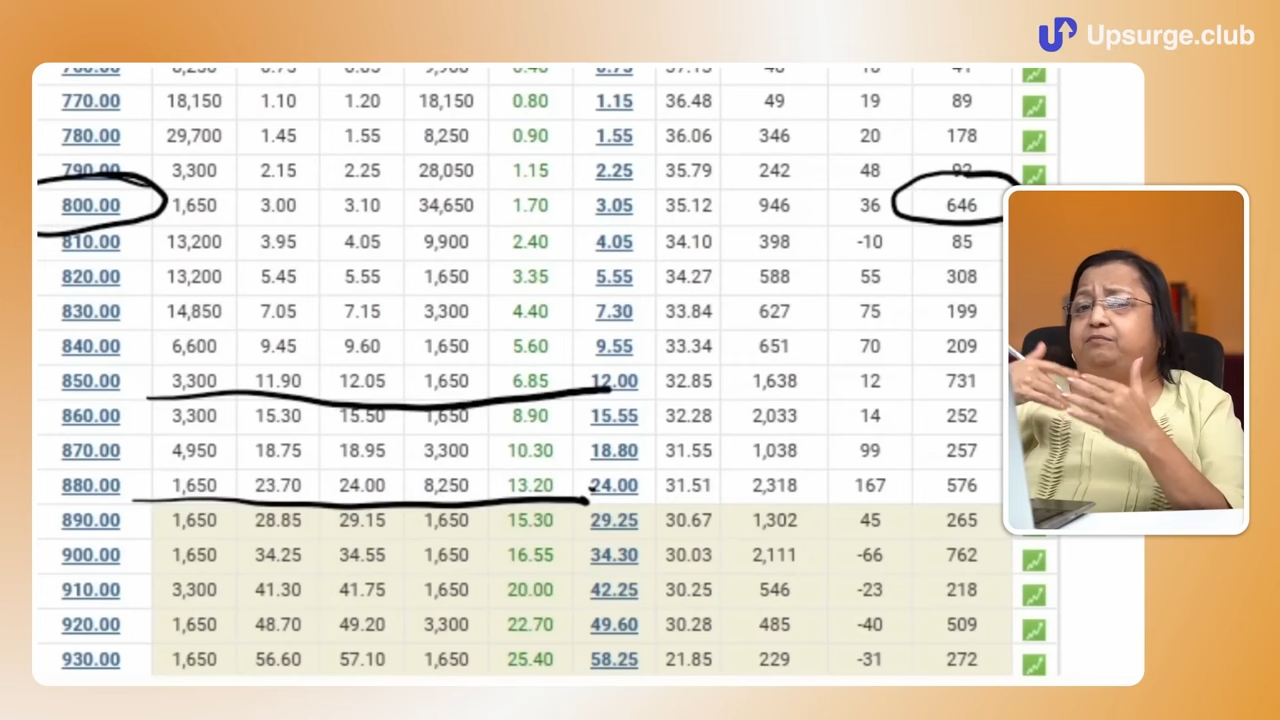 Upsurge.club
770.00 18,150 1.10 1.20 18,150 0.80 1.15 36.48 49 19 89
780.00 29,700 1.45 1.55 8,250 0.90 1.55 36.06 346 20 178
790.00 3,300 2.15 2.25 28,050 1.15 2.25 35.79 242 48 92
800.00 1,650 3.00 3.10 34,650 1.70 3.05 35.12 946 36 646
810.00 13,200 3.95 4.05 9,900 2.40 4.05 34.10 398 -10 85
820.00 13,200 5.45 5.55 1,650 3.35 5.55 34.27 588 55 308
830.00 14,850 7.05 7.15 3,300 4.40 7.30 33.84 627 75 199
840.00 6,600 9.45 9.60 1,650 5.60 9.55 33.34 651 70 209
850.00 3,300 11.90 12.05 1,650 6.85 12.00 32.85 1,638 12 731
860.00 3,300 15.30 15.50 1,650 8.90 15.55 32.28 2,033 14 252
870.00 4,950 18.75 18.95 3,300 10.30 18.80 31.55 1,038 99 257
880.00 1,650 23.70 24.00 8,250 13.20 24.00 31.51 2,318 167 576
890.00 1,650 28.85 29.15 1,650 15.30 29.25 30.67 1,302 45 265
900.00 1,650 34.25 34.55 1,650 16.55 34.30 30.03 2,111 -66 762
910.00 3,300 41.30 41.75 1,650 20.00 42.25 30.25 546 -23 218
920.00 1,650 48.70 49.20 3,300 22.70 49.60 30.28 485 -40 509
930.00 1,650 56.60 57.10 1,650 25.40 58.25 21.85 229 -31 272